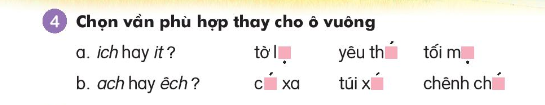 4 Chọn vần phù hợp thay cho ô vuông
a. ich hay it ? tờ l□̣ yêu th□́ tối m□̣
b. ach hay êch ? c□́ xa túi x□́ chênh ch□́